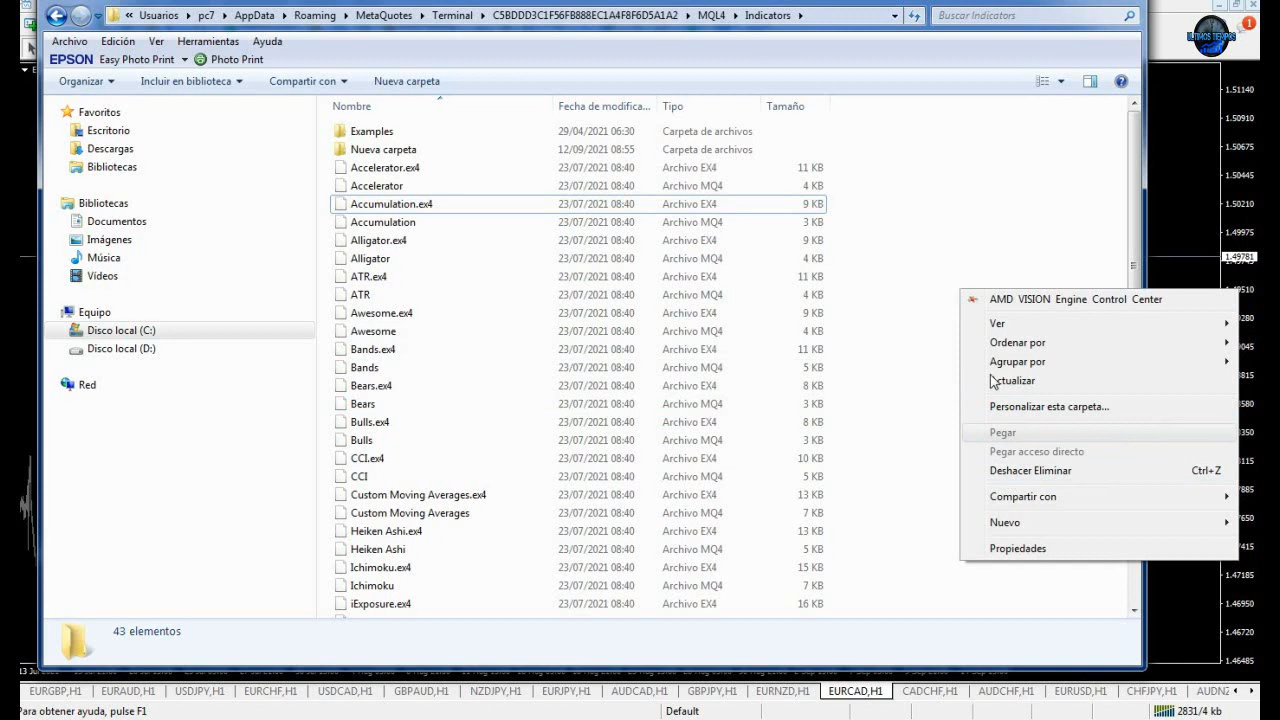 « Usuarios ▸ pc7 ▸ AppData ▸ Roaming ▸ MetaQuotes ▸ Terminal ▸ C5BDDD3C1F56FB888EC1A4F8F6D5A1A2 ▸ MQL4 ▸ Indicators ▸
Buscar Indicators
1
ULTIMOS TIEMPOS
Archivo Edición Ver Herramientas Ayuda
EPSON Easy Photo Print Photo Print
Organizar Incluir en biblioteca Compartir con Nueva carpeta
Nombre Fecha de modifica... Tipo Tamaño
Favoritos
Escritorio
Descargas
Bibliotecas
Bibliotecas
Documentos
Imágenes
Música
Vídeos
Equipo
Disco local (C:)
Disco local (D:)
Red
Examples 29/04/2021 06:30 Carpeta de archivos
Nueva carpeta 12/09/2021 08:55 Carpeta de archivos
Accelerator.ex4 23/07/2021 08:40 Archivo EX4 11 KB
Accelerator 23/07/2021 08:40 Archivo MQ4 4 KB
Accumulation.ex4 23/07/2021 08:40 Archivo EX4 9 KB
Accumulation 23/07/2021 08:40 Archivo MQ4 3 KB
Alligator.ex4 23/07/2021 08:40 Archivo EX4 9 KB
Alligator 23/07/2021 08:40 Archivo MQ4 4 KB
ATR.ex4 23/07/2021 08:40 Archivo EX4 11 KB
ATR 23/07/2021 08:40 Archivo MQ4 4 KB
Awesome.ex4 23/07/2021 08:40 Archivo EX4 9 KB
Awesome 23/07/2021 08:40 Archivo MQ4 4 KB
Bands.ex4 23/07/2021 08:40 Archivo EX4 11 KB
Bands 23/07/2021 08:40 Archivo MQ4 5 KB
Bears.ex4 23/07/2021 08:40 Archivo EX4 8 KB
Bears 23/07/2021 08:40 Archivo MQ4 3 KB
Bulls.ex4 23/07/2021 08:40 Archivo EX4 8 KB
Bulls 23/07/2021 08:40 Archivo MQ4 3 KB
CCI.ex4 23/07/2021 08:40 Archivo EX4 10 KB
CCI 23/07/2021 08:40 Archivo MQ4 5 KB
Custom Moving Averages.ex4 23/07/2021 08:40 Archivo EX4 13 KB
Custom Moving Averages 23/07/2021 08:40 Archivo MQ4 7 KB
Heiken Ashi.ex4 23/07/2021 08:40 Archivo EX4 13 KB
Heiken Ashi 23/07/2021 08:40 Archivo MQ4 5 KB
Ichimoku.ex4 23/07/2021 08:40 Archivo EX4 15 KB
Ichimoku 23/07/2021 08:40 Archivo MQ4 7 KB
iExposure.ex4 23/07/2021 08:40 Archivo EX4 16 KB
43 elementos
AMD VISION Engine Control Center
Ver
Ordenar por
Agrupar por
ctualizar
Personalizar esta carpeta...
Pegar
Pegar acceso directo
Deshacer Eliminar Ctrl+Z
Compartir con
Nuevo
Propiedades
1.51140
1.50910
1.50675
1.50445
1.50210
1.49975
1.49781
1.47185
1.46950
1.46720
1.46485
EURGBP,H1 EURAUD,H1 USDJPY,H1 EURCHF,H1 USDCAD,H1 GBPAUD,H1 NZDJPY,H1 EURJPY,H1 AUDCAD,H1 GBPJPY,H1 EURNZD,H1 EURCAD,H1 CADCHF,H1 AUDCHF,H1 EURUSD,H1 CHFJPY,H1 AUDNZ
Para obtener ayuda, pulse F1 Default 2831/4 kb